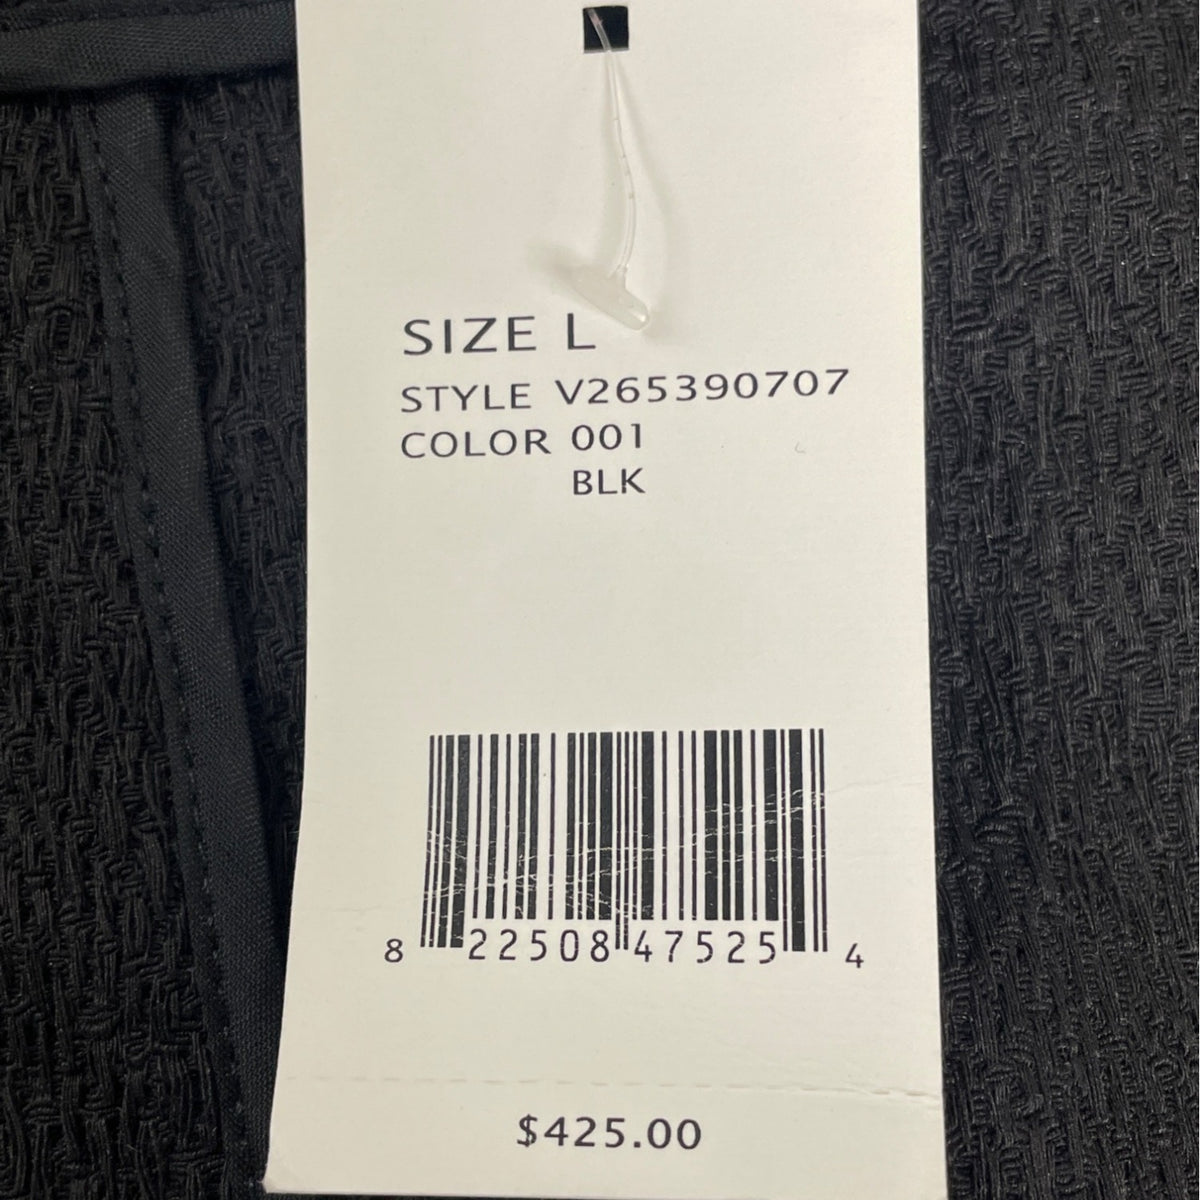 SIZE L
STYLE V265390707
COLOR 001
BLK
8 22508 47525 4
$425.00